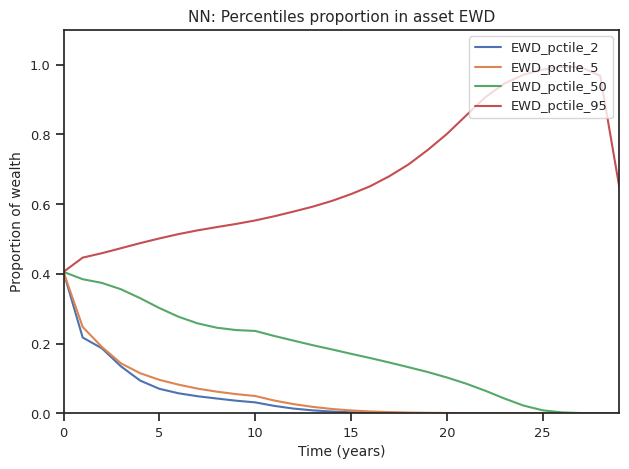 NN: Percentiles proportion in asset EWD
EWD_pctile_2
EWD_pctile_5
EWD_pctile_50
EWD_pctile_95
Proportion of wealth
1.0
0.8
0.6
0.4
0.2
0.0
0 5 10 15 20 25
Time (years)